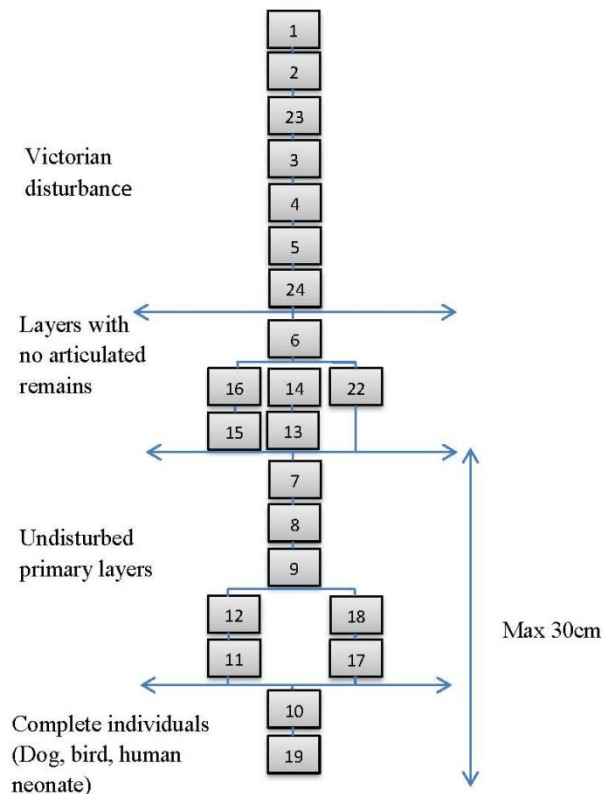 1
2
23
Victorian
disturbance
3
4
5
24
Layers with
no articulated
remains
6
16 14 22
15 13
7
Undisturbed
primary layers
8
9
12 18
11 17
Max 30cm
Complete individuals
(Dog, bird, human
neonate)
10
19